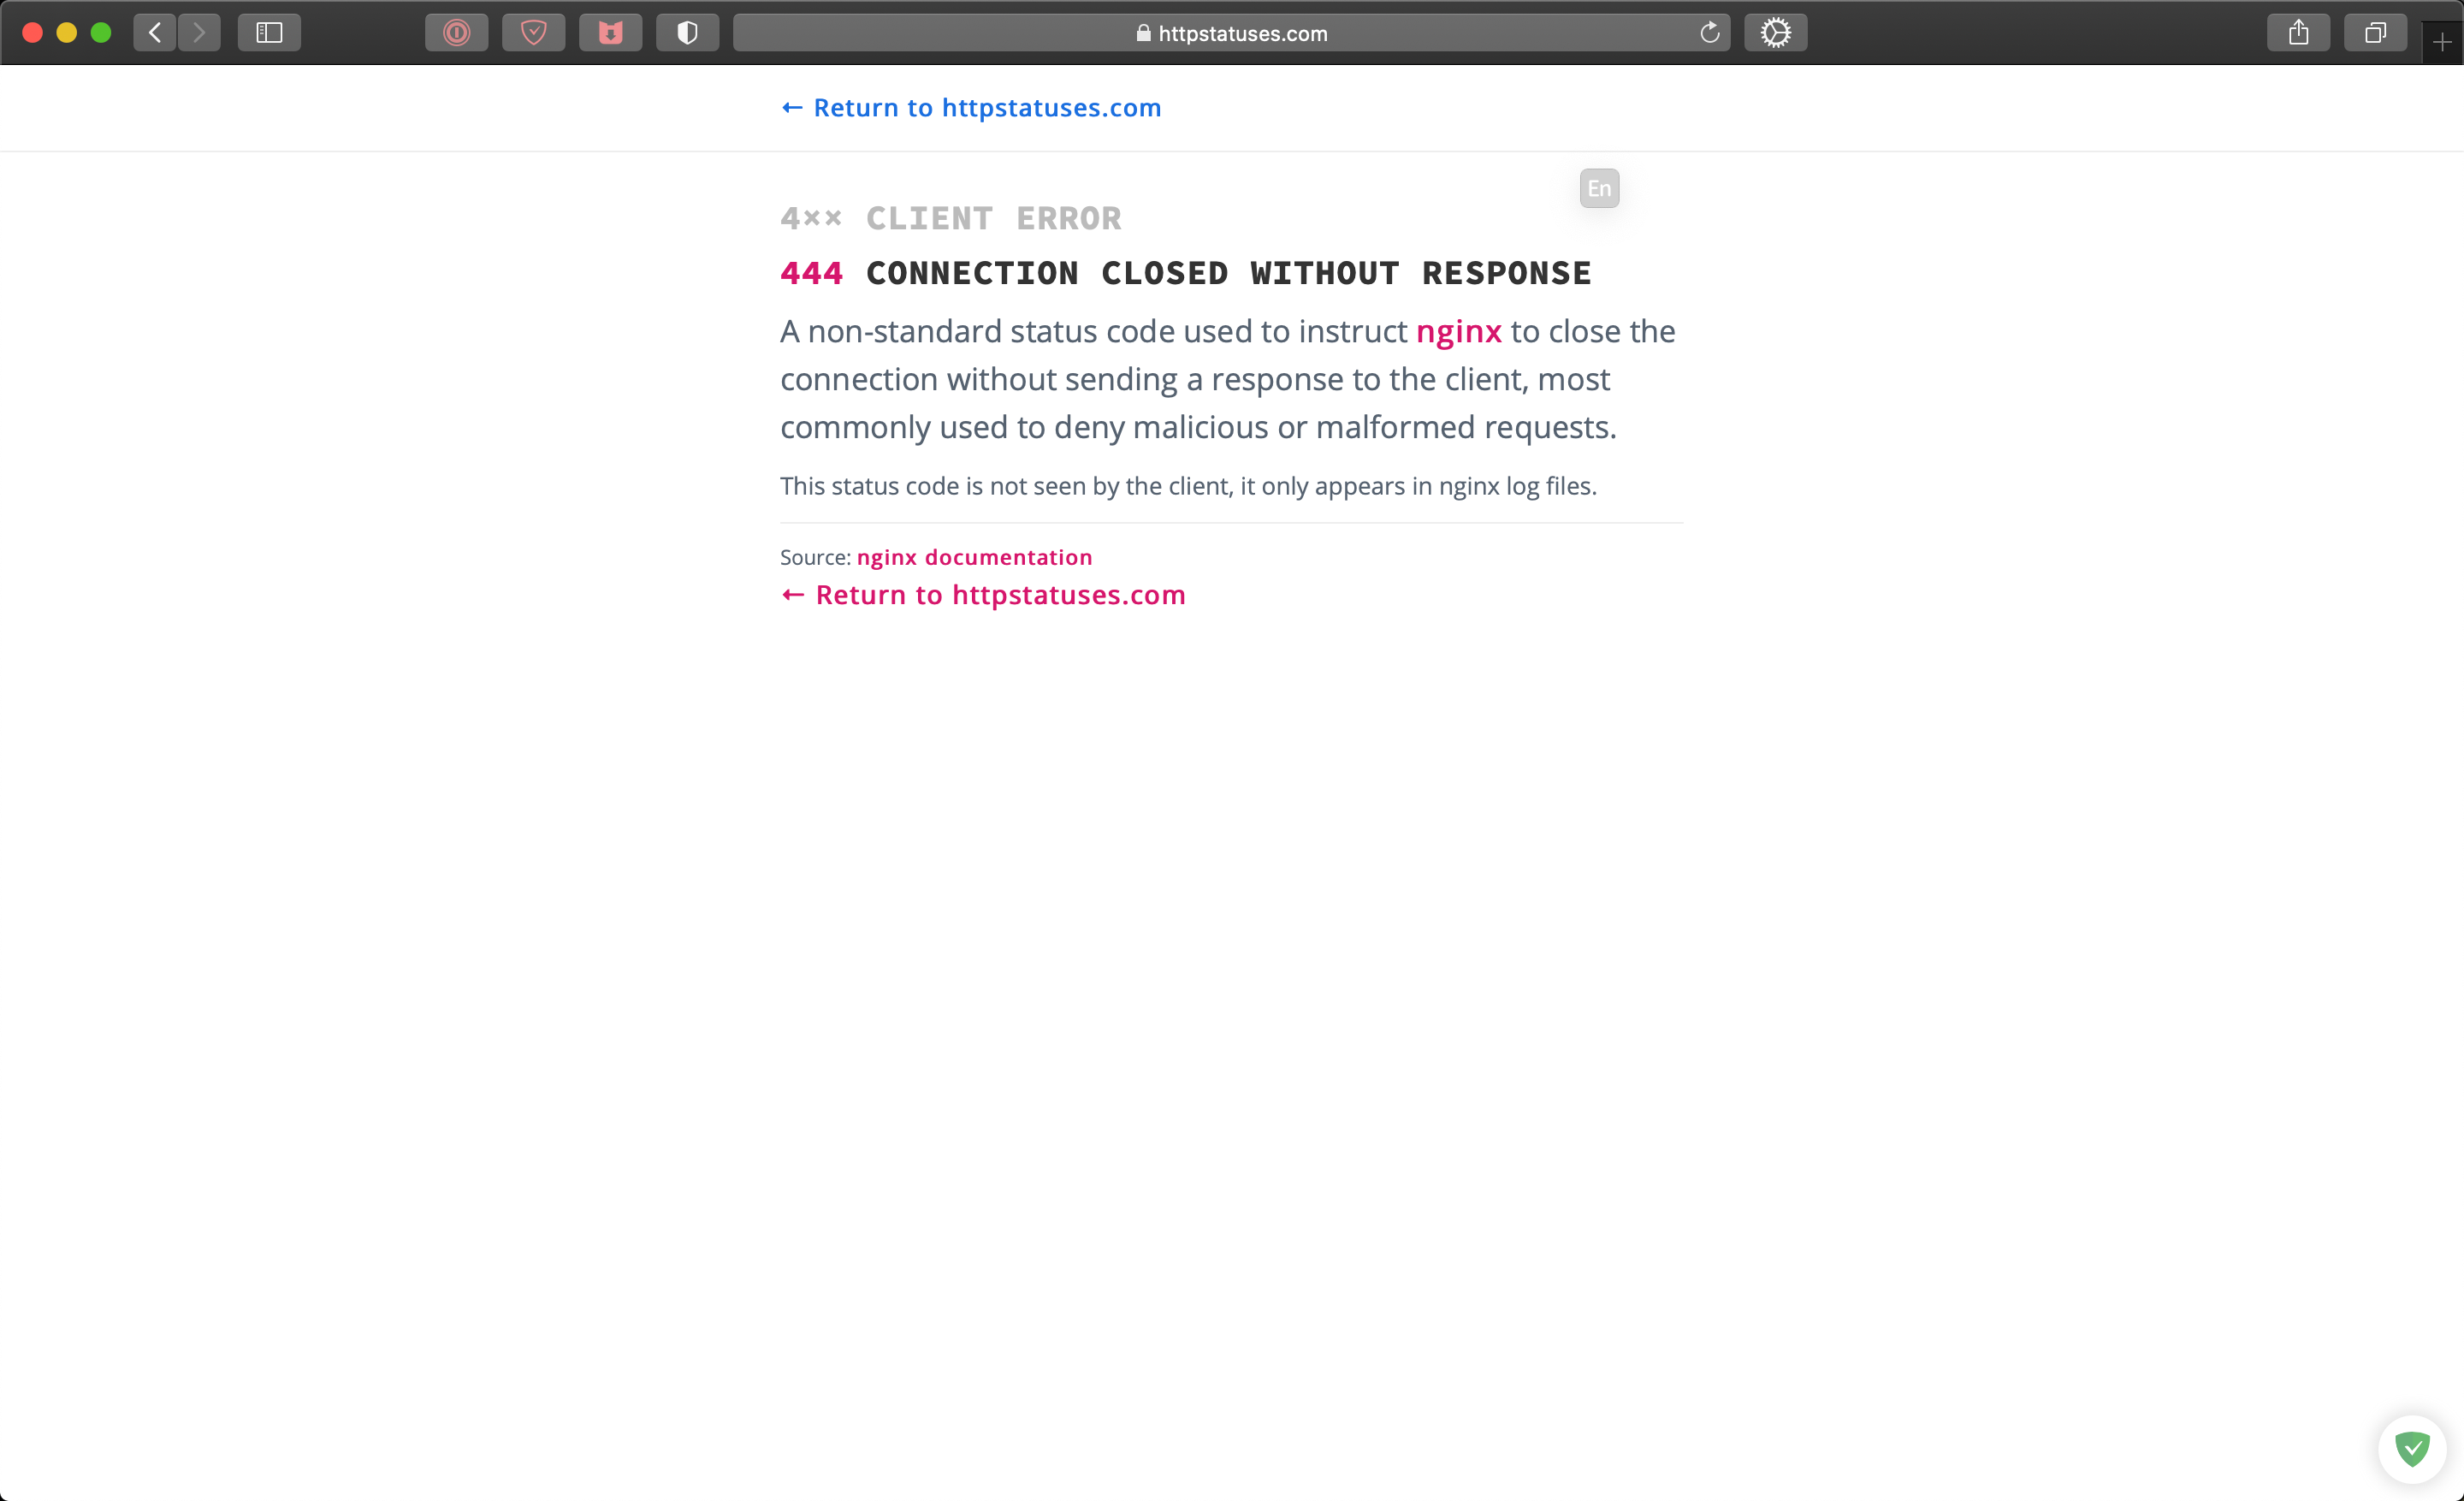 httpstatuses.com
← Return to httpstatuses.com
En
4×× CLIENT ERROR
444 CONNECTION CLOSED WITHOUT RESPONSE
A non-standard status code used to instruct nginx to close the
connection without sending a response to the client, most
commonly used to deny malicious or malformed requests.
This status code is not seen by the client, it only appears in nginx log files.
Source: nginx documentation
← Return to httpstatuses.com